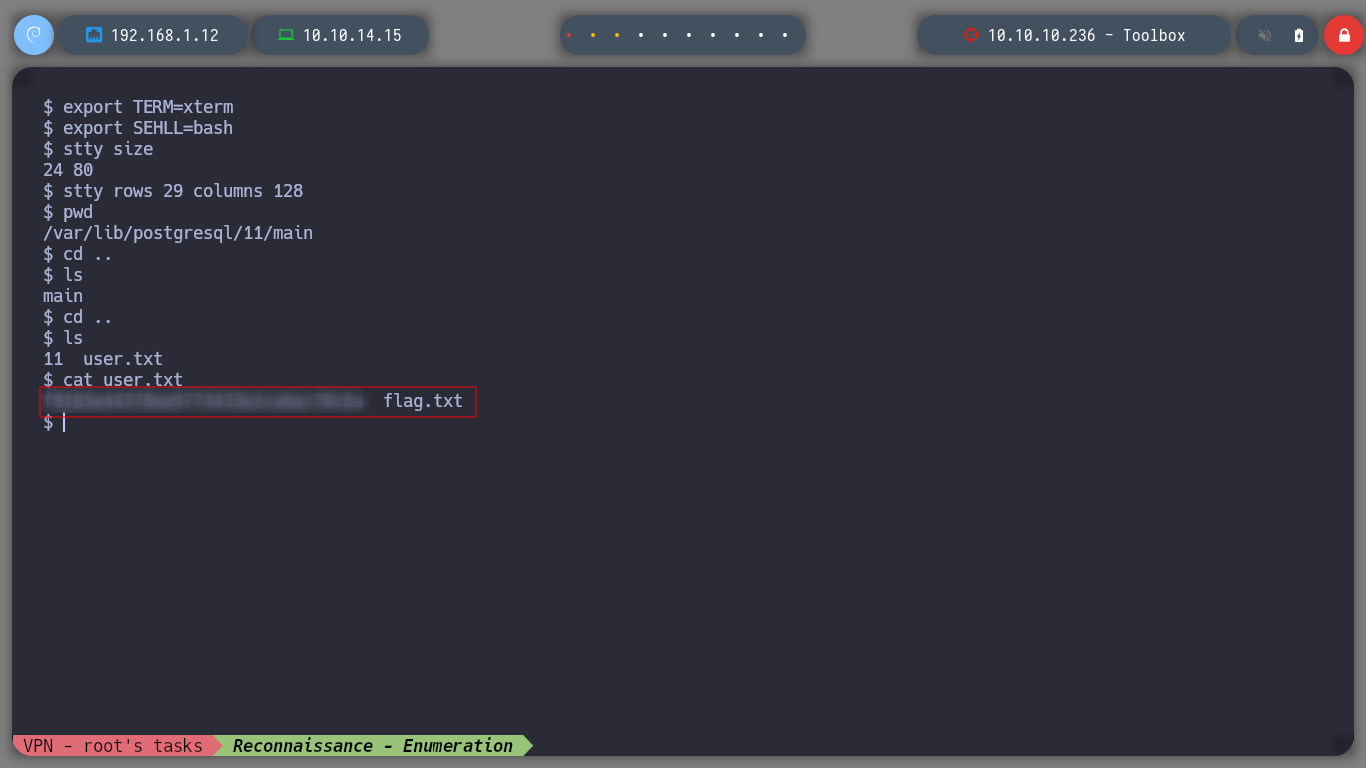 192.168.1.12 10.10.14.15 10.10.10.236 - Toolbox
$ export TERM=xterm
$ export SEHLL=bash
$ stty size
24 80
$ stty rows 29 columns 128
$ pwd
/var/lib/postgresql/11/main
$ cd ..
$ ls
main
$ cd ..
$ ls
11  user.txt
$ cat user.txt
flag.txt
$
VPN - root's tasks Reconnaissance - Enumeration